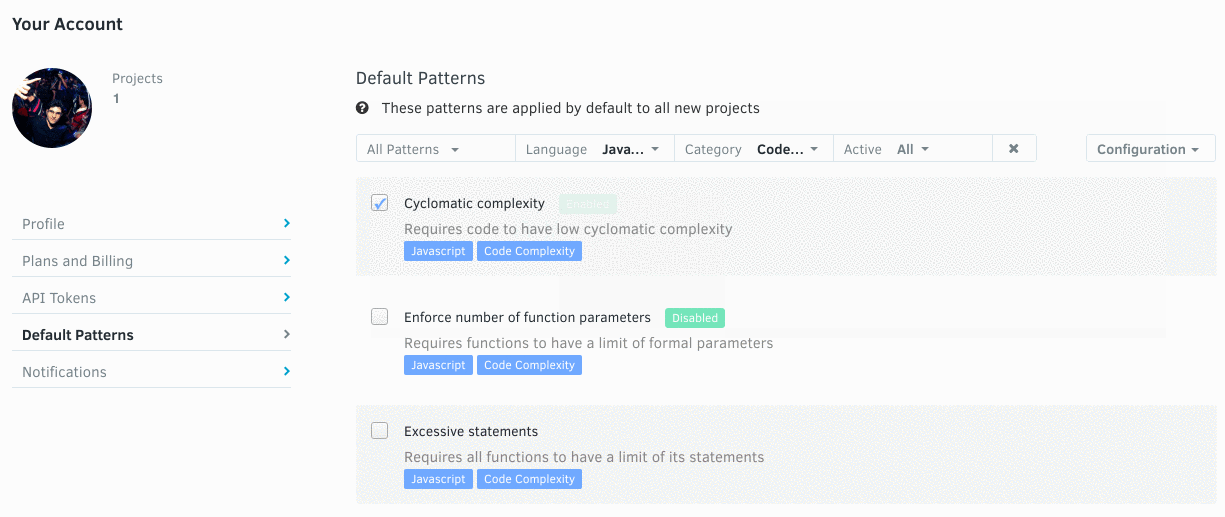 Your Account
Projects
1
Profile
Plans and Billing
API Tokens
Default Patterns
Notifications
Default Patterns
These patterns are applied by default to all new projects
All Patterns Language Java... Category Code... Active All Configuration
Cyclomatic complexity Enabled
Requires code to have low cyclomatic complexity
Javascript Code Complexity
Enforce number of function parameters Disabled
Requires functions to have a limit of formal parameters
Javascript Code Complexity
Excessive statements
Requires all functions to have a limit of its statements
Javascript Code Complexity